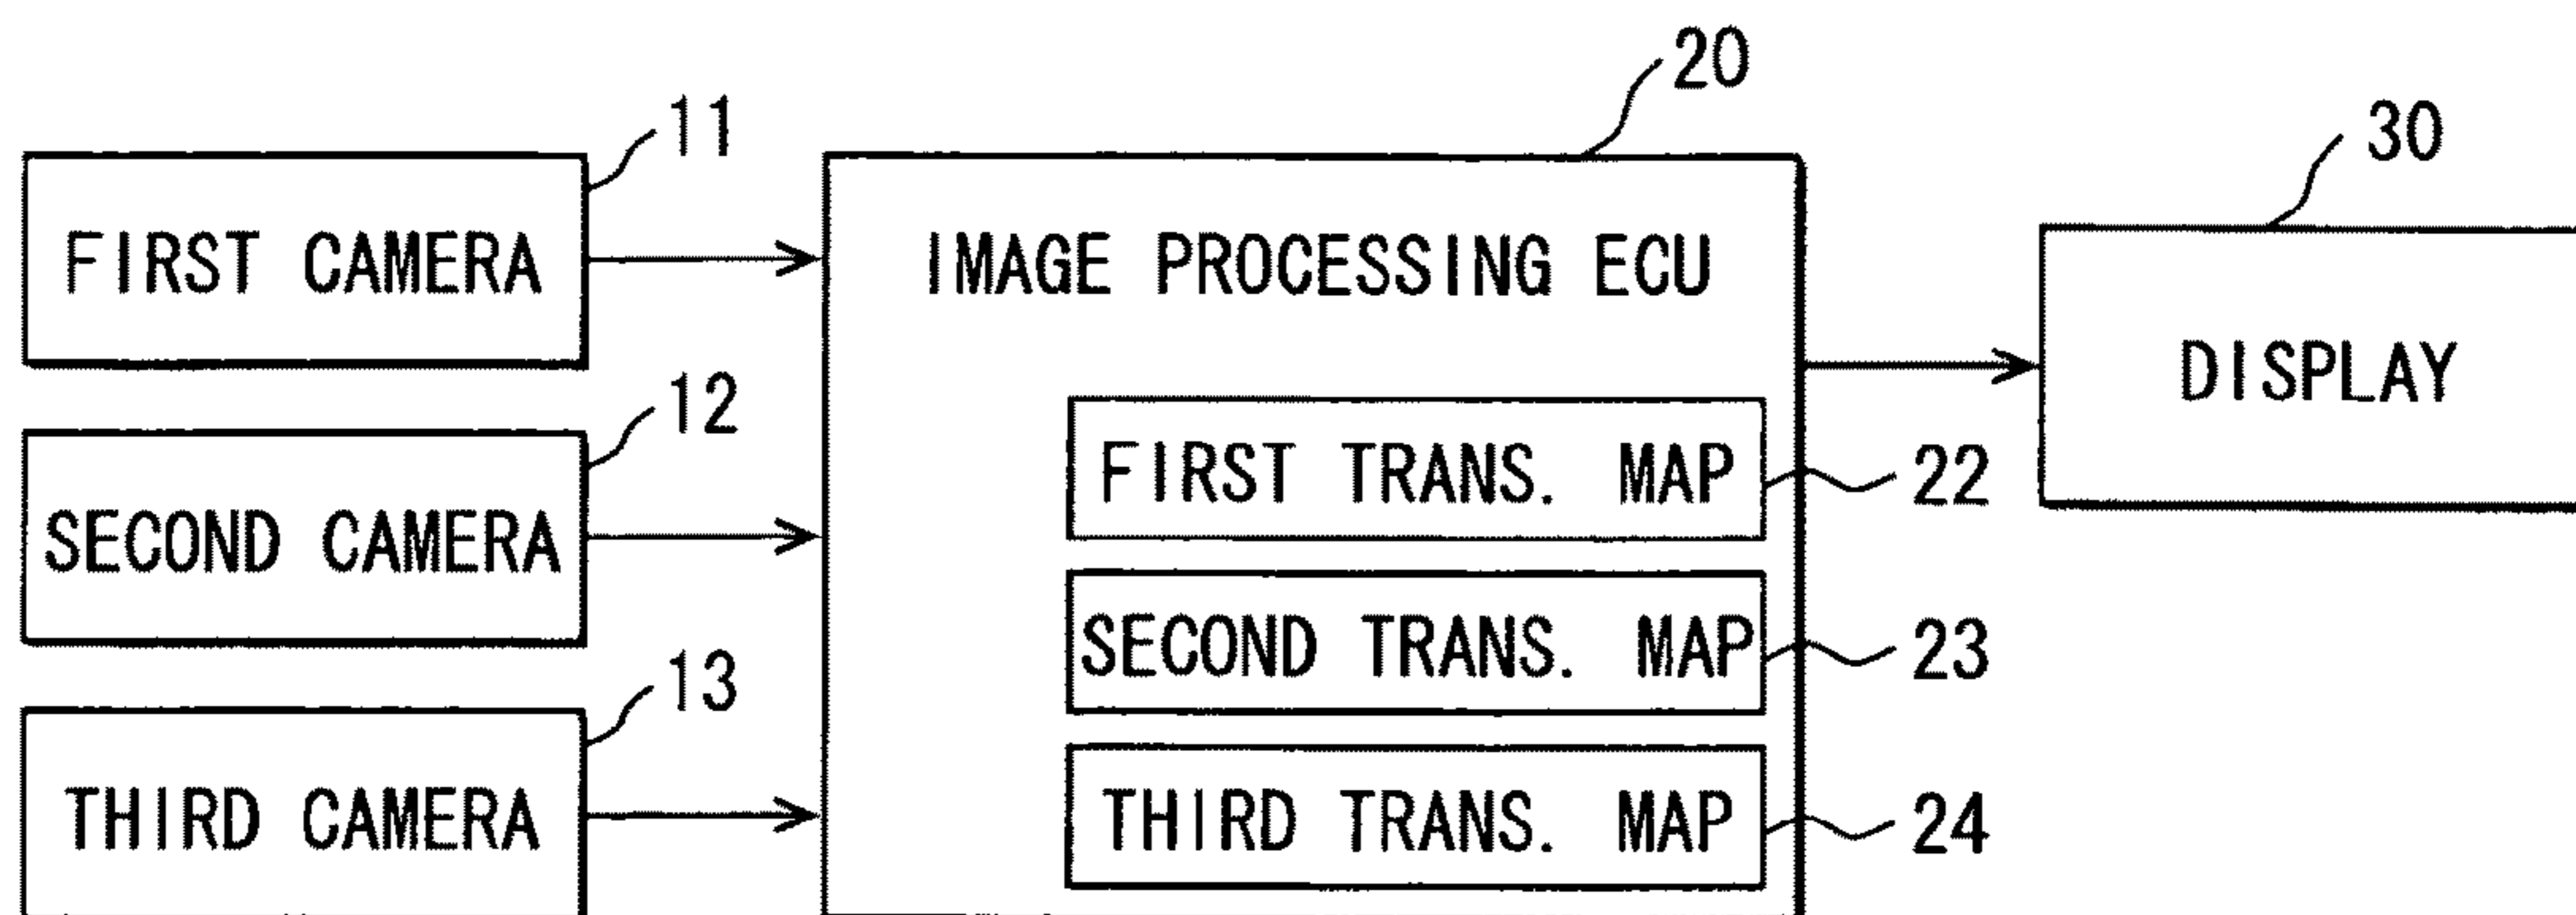 20
11
30
FIRST CAMERA
IMAGE PROCESSING ECU
DISPLAY
12
FIRST TRANS. MAP
22
SECOND CAMERA
SECOND TRANS. MAP
23
13
THIRD CAMERA
THIRD TRANS. MAP
24